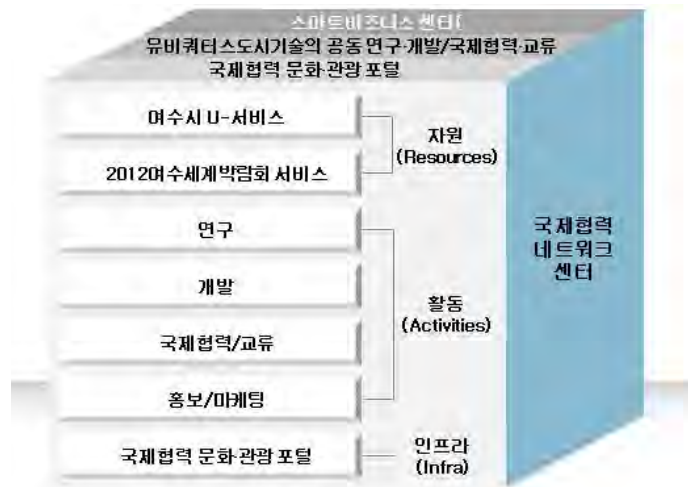 스마트비즈니스 센터
유비쿼터스도시기술의 공동 연구·개발/국제협력·교류
국제협력 문화·관광 포털
여수시 U-서비스
2012여수세계박람회 서비스
자원
(Resources)
연구
개발
국제협력/교류
홍보/마케팅
활동
(Activities)
국제협력 문화·관광 포털
인프라
(Infra)
국제협력
네트워크
센터